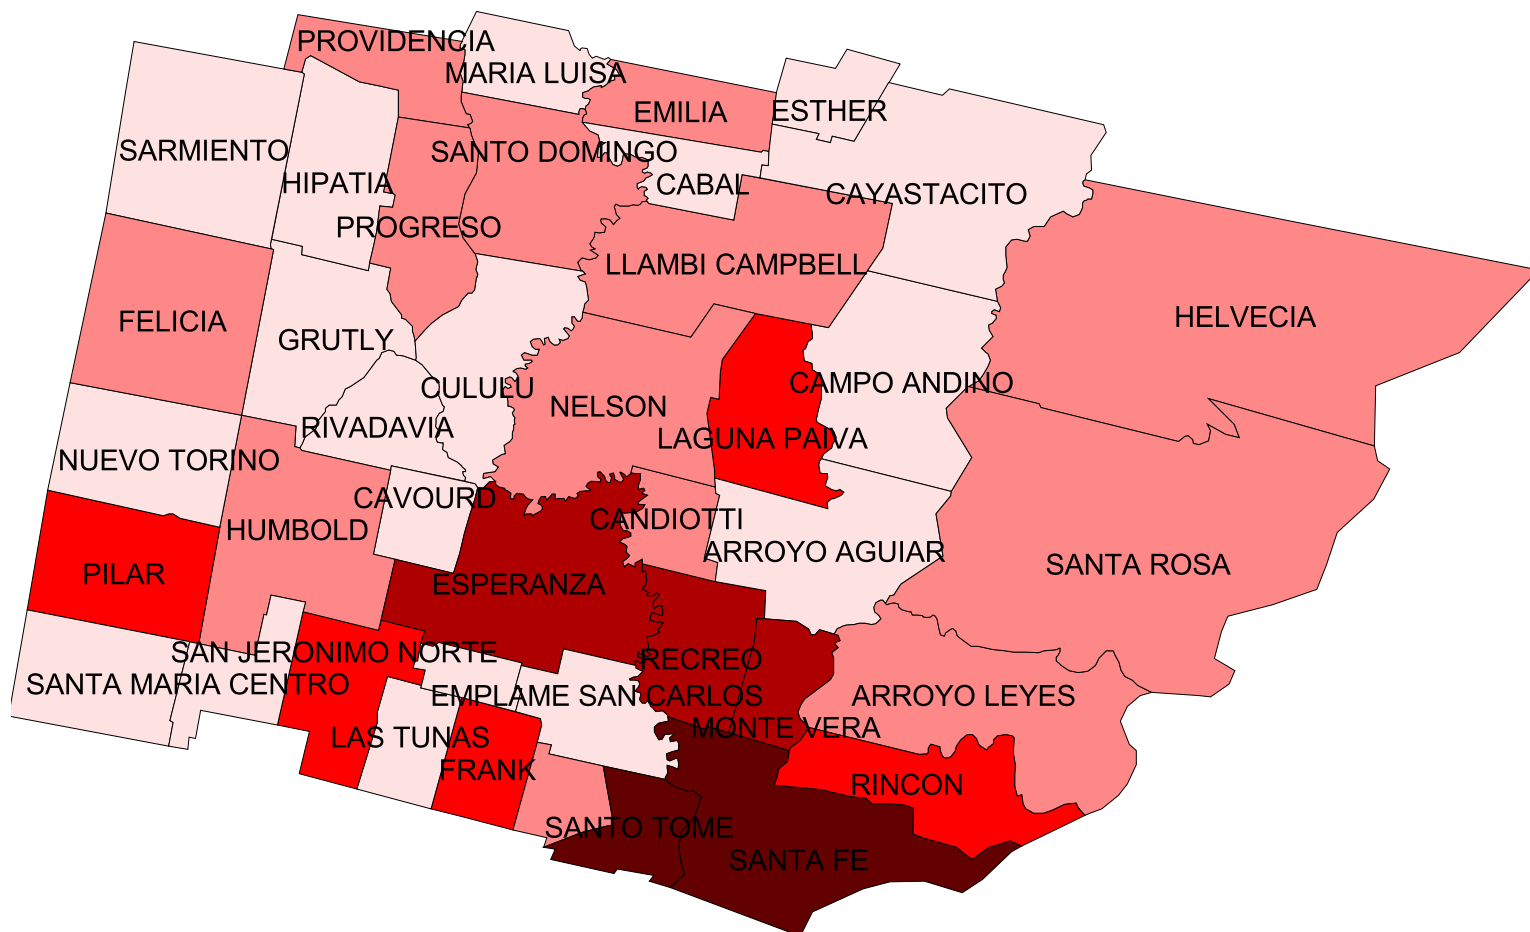 PROVIDENCIA
MARIA LUISA
EMILIA
ESTHER
SARMIENTO
SANTO DOMINGO
HIPATIA
CABAL
CAYASTACITO
PROGRESO
LLAMBI CAMPBELL
FELICIA
HELVECIA
GRUTLY
CULULU
CAMPO ANDINO
NELSON
RIVADAVIA
LAGUNA PAIVA
NUEVO TORINO
CAVOURD
HUMBOLD
CANDIOTTI
ARROYO AGUIAR
SANTA ROSA
PILAR
ESPERANZA
SAN JERONIMO NORTE
RECREO
SANTA MARIA CENTRO
EMPLAME SAN CARLOS
ARROYO LEYES
MONTE VERA
LAS TUNAS
FRANK
RINCON
SANTO TOME
SANTA FE